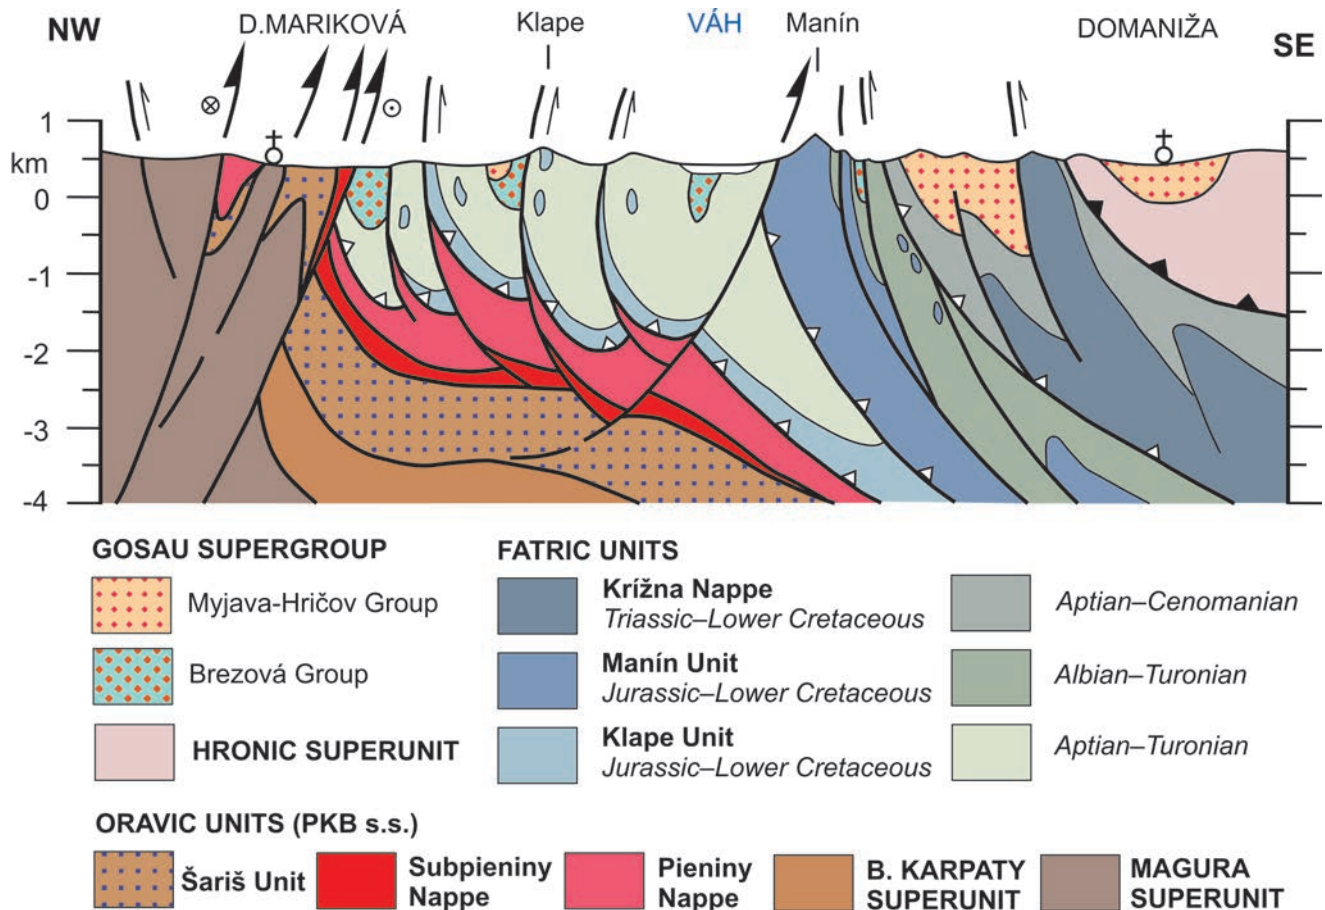 NW
D.MARIKOVÁ
Klape
VÁH
Manín
DOMANIŽA
SE
1
km
0
-1
-2
-3
-4
GOSAU SUPERGROUP
Myjava-Hričov Group
Brezová Group
HRONIC SUPERUNIT
FATRIC UNITS
Krížna Nappe
Triassic–Lower Cretaceous
Aptian–Cenomanian
Manín Unit
Jurassic–Lower Cretaceous
Albian–Turonian
Klape Unit
Jurassic–Lower Cretaceous
Aptian–Turonian
ORAVIC UNITS (PKB s.s.)
Šariš Unit
Subpieniny
Nappe
Pieniny
Nappe
B. KARPATY
SUPERUNIT
MAGURA
SUPERUNIT